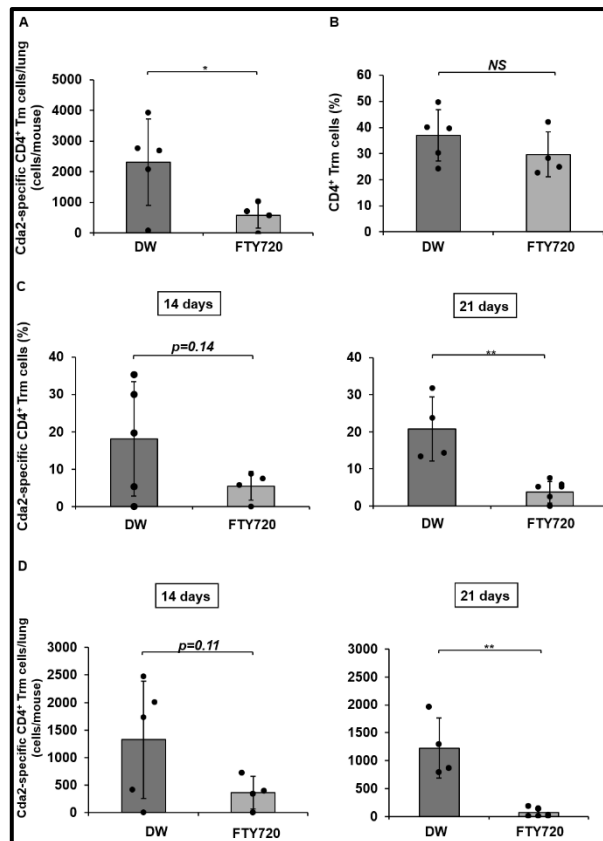 A
Cda2-specific CD4+ Trm cells/lung
(cells/mouse)
5000
4000
3000
2000
1000
0
*
DW
FTY720
B
CD4+ Trm cells (%)
60
50
40
30
20
10
0
NS
DW
FTY720
C
14 days
Cda2-specific CD4+ Trm cells (%)
40
30
20
10
0
p=0.14
DW
FTY720
21 days
40
30
20
10
0
**
DW
FTY720
D
14 days
Cda2-specific CD4+ Trm cells/lung
(cells/mouse)
3000
2500
2000
1500
1000
500
0
p=0.11
DW
FTY720
21 days
3000
2500
2000
1500
1000
500
0
**
DW
FTY720